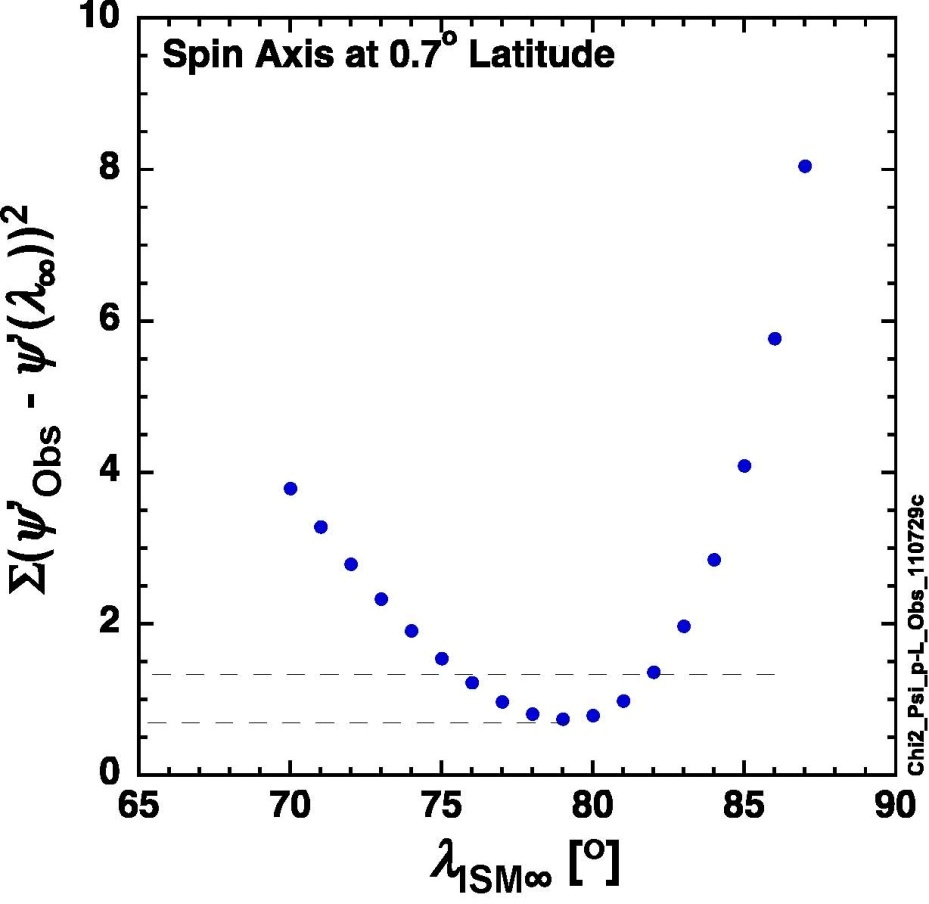 Spin Axis at 0.7° Latitude
Σ(ψ'Obs - ψ'(λ∞))²
10
8
6
4
2
0
65 70 75 80 85 90
λISM∞ [°]
Chi2_Psi_p-L_Obs_110729c